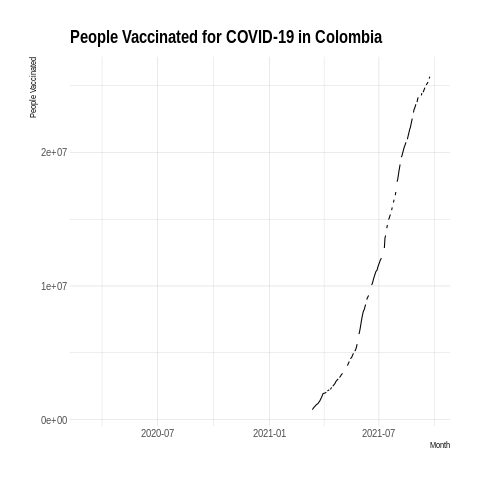 People Vaccinated for COVID-19 in Colombia
People Vaccinated
2e+07
1e+07
0e+00
2020-07
2021-01
2021-07
Month